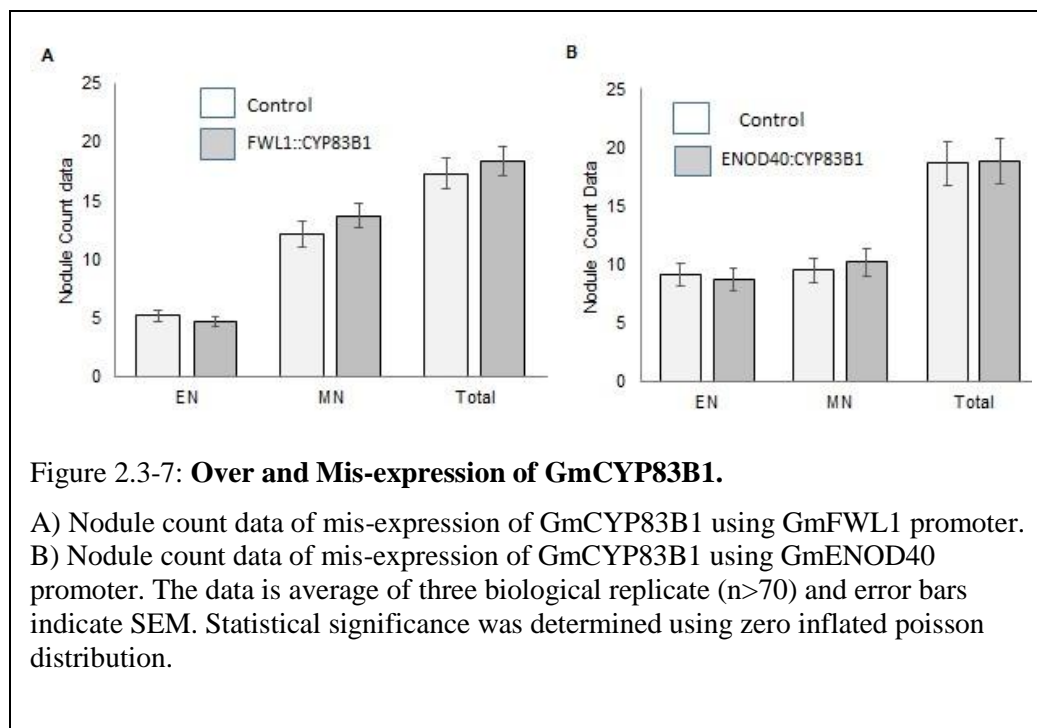 A
25
20
15
10
5
0
Nodule Count data
Control
FWL1::CYP83B1
EN
MN
Total
B
25
20
15
10
5
0
Nodule Count Data
Control
ENOD40:CYP83B1
EN
MN
Total
Figure 2.3-7: Over and Mis-expression of GmCYP83B1.
A) Nodule count data of mis-expression of GmCYP83B1 using GmFWL1 promoter.
B) Nodule count data of mis-expression of GmCYP83B1 using GmENOD40
promoter. The data is average of three biological replicate (n>70) and error bars
indicate SEM. Statistical significance was determined using zero inflated poisson
distribution.